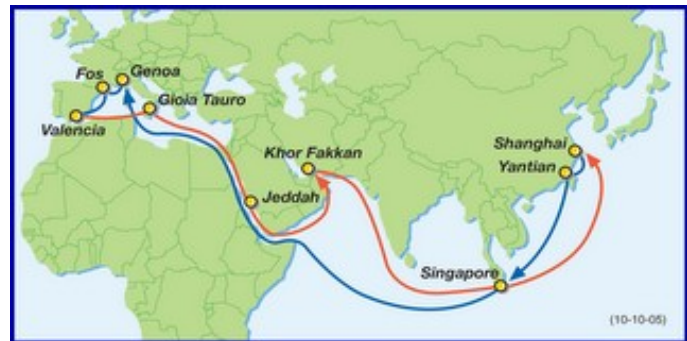 Fos
Genoa
Gioia Tauro
Valencia
Khor Fakkan
Jeddah
Shanghai
Yantian
Singapore
(10-10-05)